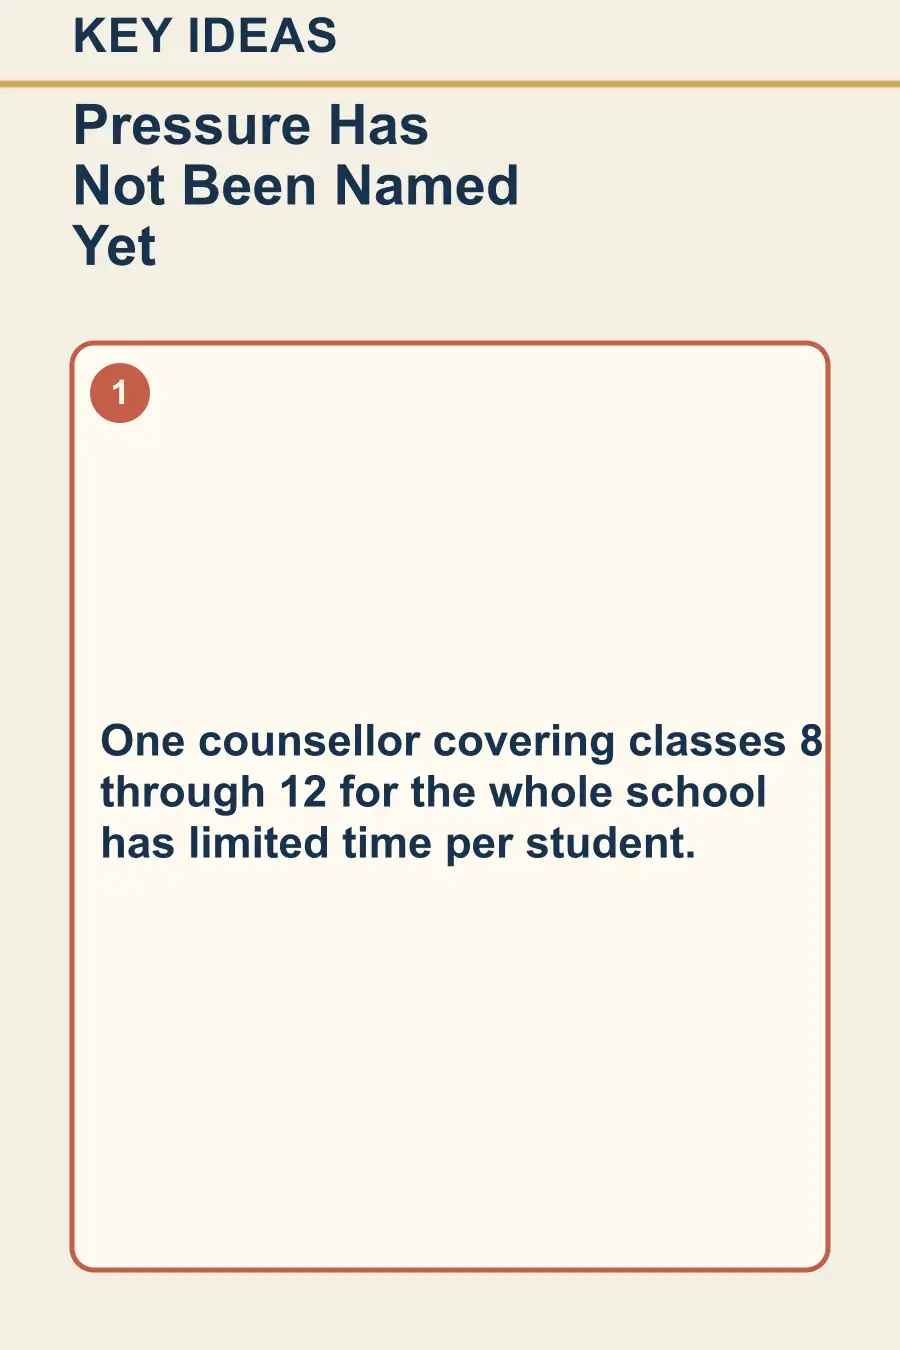 KEY IDEAS
Pressure Has
Not Been Named
Yet
1
One counsellor covering classes 8
through 12 for the whole school
has limited time per student.